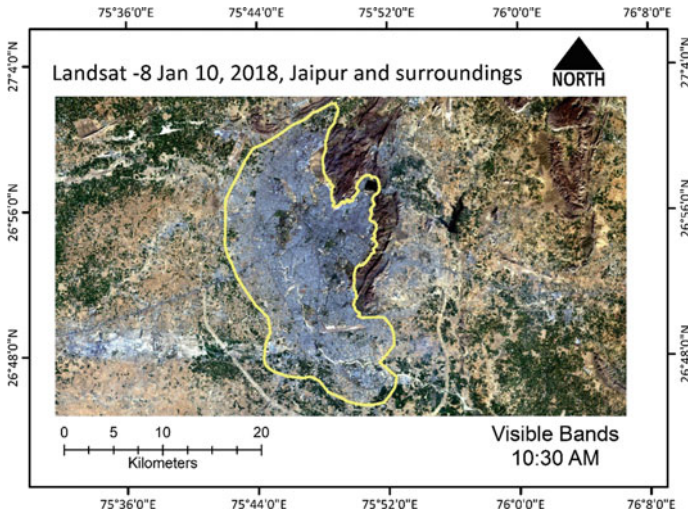 75°36'0"E 75°44'0"E 75°52'0"E 76°0'0"E 76°8'0"E
27°4'0"N
27°4'0"N
Landsat -8 Jan 10, 2018, Jaipur and surroundings
NORTH
26°56'0"N
26°56'0"N
26°48'0"N
26°48'0"N
0 5 10 15 20
Kilometers
Visible Bands
10:30 AM
75°36'0"E 75°44'0"E 75°52'0"E 76°0'0"E 76°8'0"E